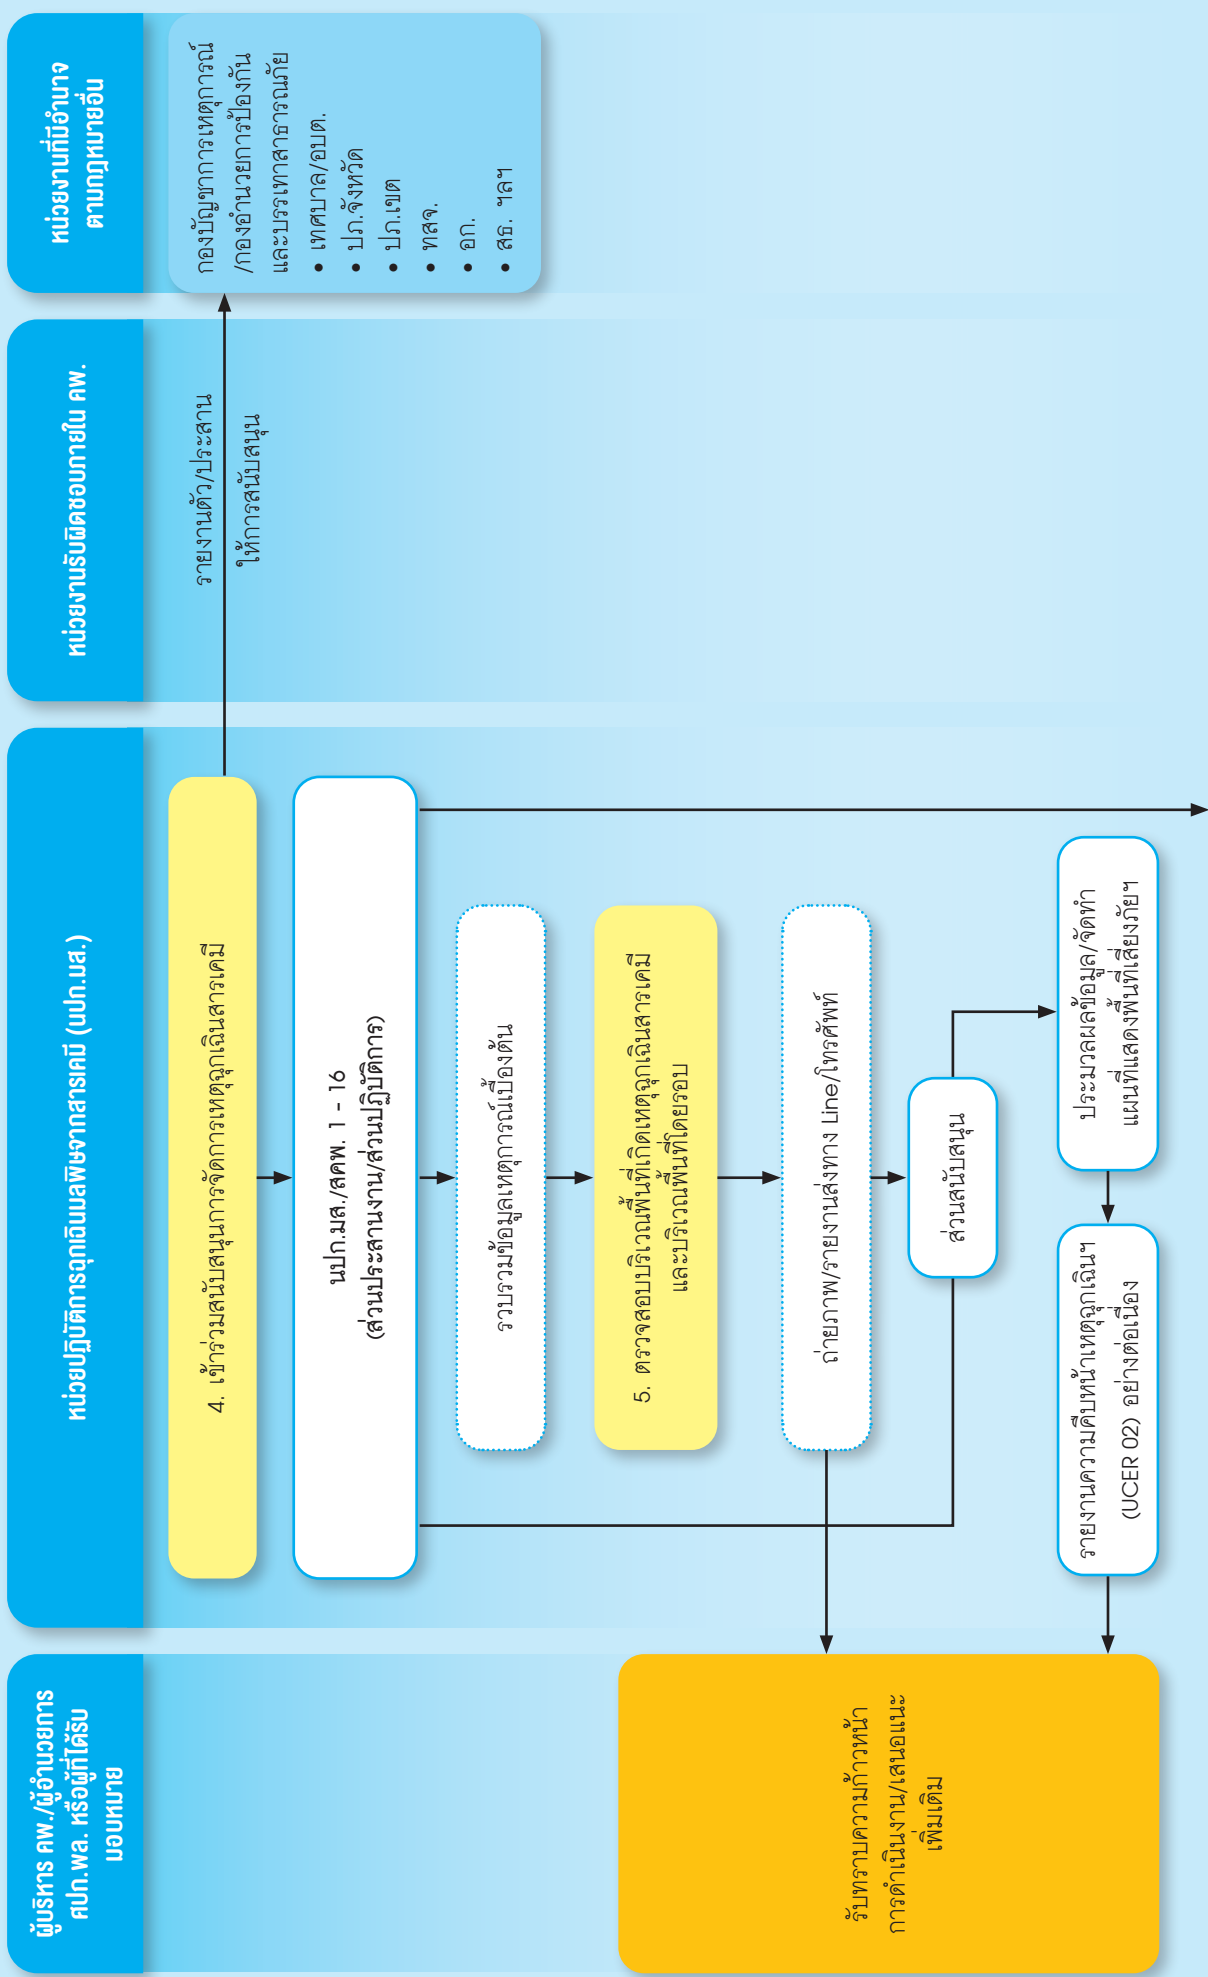 ผู้บริหาร คพ./ผู้อำนวยการ
ศปก.พล. หรือผู้ที่ได้รับ
มอบหมาย
หน่วยปฏิบัติการฉุกเฉินมลพิษจากสารเคมี (นปก.มส.)
หน่วยงานรับผิดชอบภายใน คพ.
หน่วยงานที่มีอำนาจ
ตามกฎหมายอื่น
4. เข้าร่วมสนับสนุนการจัดการเหตุฉุกเฉินสารเคมี
รายงานตัว/ประสาน
ให้การสนับสนุน
กองบัญชาการเหตุการณ์
/กองอำนวยการป้องกัน
และบรรเทาสาธารณภัย
• เทศบาล/อบต.
• ปภ.จังหวัด
• ปภ.เขต
• ทสจ.
• อก.
• สธ. ฯลฯ
นปก.มส./สคพ. 1 - 16
(ส่วนประสานงาน/ส่วนปฏิบัติการ)
รวบรวมข้อมูลเหตุการณ์เบื้องต้น
5. ตรวจสอบบริเวณพื้นที่เกิดเหตุฉุกเฉินสารเคมี
และบริเวณพื้นที่โดยรอบ
ถ่ายภาพ/รายงานส่งทาง Line/โทรศัพท์
ส่วนสนับสนุน
รับทราบความก้าวหน้า
การดำเนินงาน/เสนอแนะ
เพิ่มเติม
รายงานความคืบหน้าเหตุฉุกเฉินฯ
(UCER 02) อย่างต่อเนื่อง
ประมวลผลข้อมูล/จัดทำ
แผนที่แสดงพื้นที่เสี่ยงภัยฯ